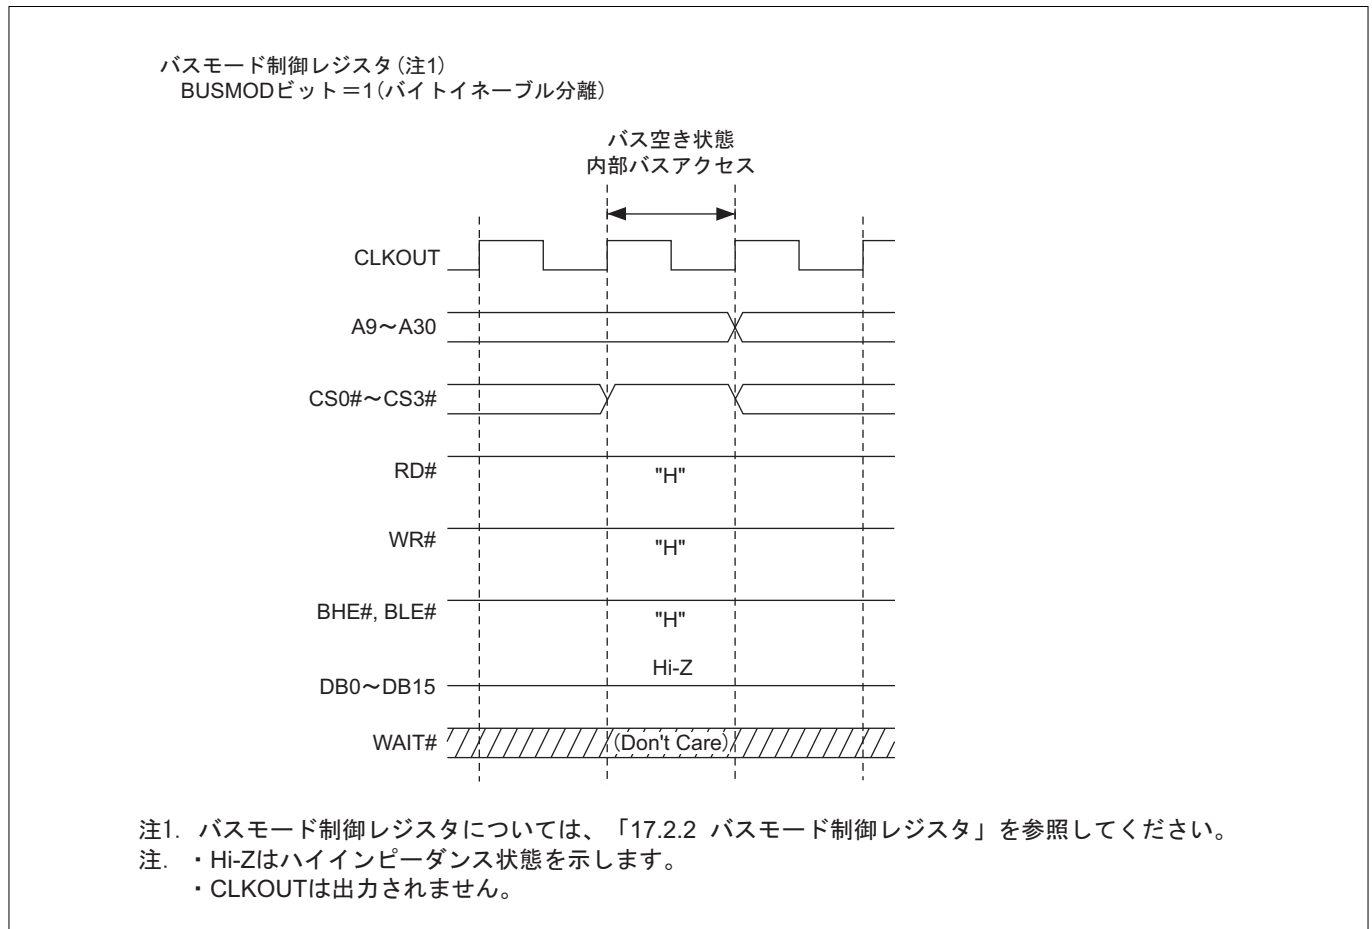 バスモード制御レジスタ(注1)
BUSMODビット＝1(バイトイネーブル分離)
バス空き状態
内部バスアクセス
CLKOUT
A9～A30
CS0#～CS3#
RD#
"H"
WR#
"H"
BHE#, BLE#
"H"
Hi-Z
DB0～DB15
WAIT#
(Don't Care)
注1. バスモード制御レジスタについては、「17.2.2 バスモード制御レジスタ」を参照してください。
注. ・Hi-Zはハイインピーダンス状態を示します。
・CLKOUTは出力されません。